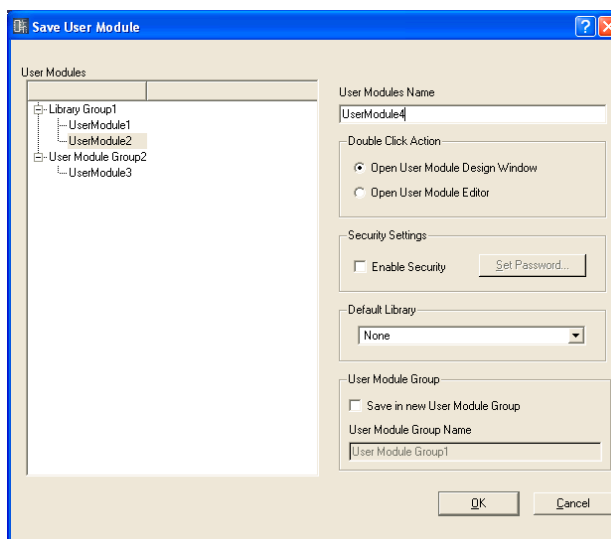 Save User Module
User Modules
Library Group1
UserModule1
UserModule2
User Module Group2
UserModule3
User Modules Name
UserModule4
Double Click Action
Open User Module Design Window
Open User Module Editor
Security Settings
Enable Security
Set Password...
Default Library
None
User Module Group
Save in new User Module Group
User Module Group Name
User Module Group1
OK
Cancel